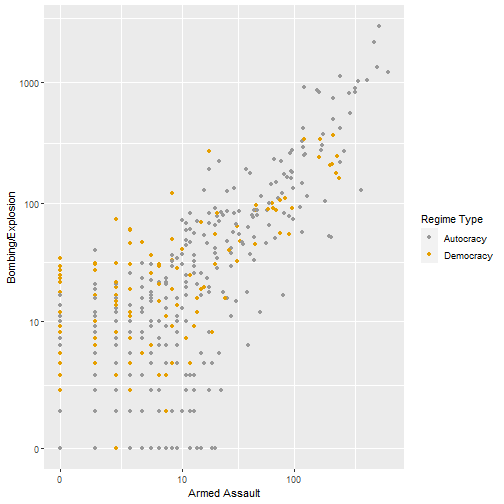 1000
100
10
0
Bombing/Explosion
0
10
100
Armed Assault
Regime Type
Autocracy
Democracy